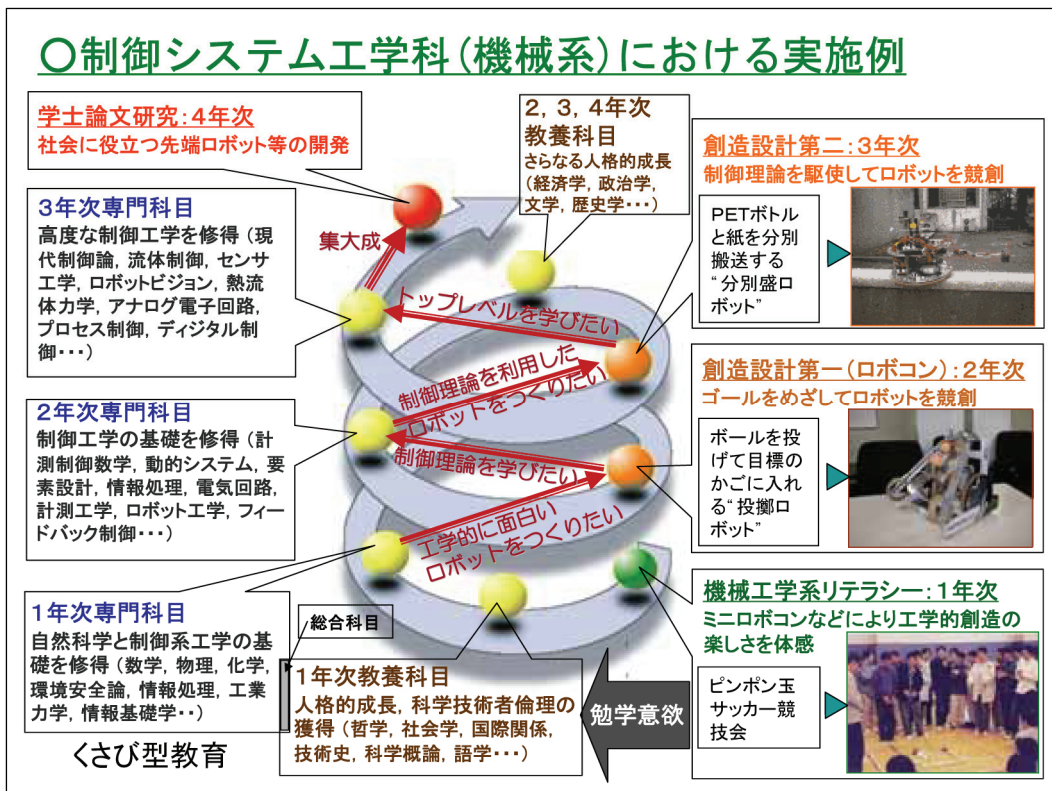 〇制御システム工学科(機械系)における実施例
学士論文研究:4年次
社会に役立つ先端ロボット等の開発
2, 3, 4年次
教養科目
さらなる人格的成長
(経済学, 政治学,
文学, 歴史学・・・)
創造設計第二:3年次
制御理論を駆使してロボットを競創
PETボトル
と紙を分別
搬送する
“分別盛ロ
ボット”
3年次専門科目
高度な制御工学を修得(現
代制御論, 流体制御, センサ
工学, ロボットビジョン, 熱流
体力学, アナログ電子回路,
プロセス制御, ディジタル制
御・・・)
集大成
トップレベルを学びたい
制御理論を利用した
ロボットをつくりたい
創造設計第一(ロボコン):2年次
ゴールをめざしてロボットを競創
ボールを投
げて目標の
かごに入れ
る“投擲ロ
ボット”
2年次専門科目
制御工学の基礎を修得(計
測制御数学, 動的システム, 要
素設計, 情報処理, 電気回路,
計測工学, ロボット工学, フィー
ドバック制御・・・)
制御理論を学びたい
工学的に面白い
ロボットをつくりたい
機械工学系リテラシー:1年次
ミニロボコンなどにより工学的創造の
楽しさを体感
ピンポン玉
サッカー競
技会
1年次専門科目
自然科学と制御系工学の基
礎を修得(数学, 物理, 化学,
環境安全論, 情報処理, 工業
力学, 情報基礎学・・)
総合科目
1年次教養科目
人格的成長, 科学技術者倫理の
獲得(哲学, 社会学, 国際関係,
技術史, 科学概論, 語学・・・)
勉学意欲
くさび型教育